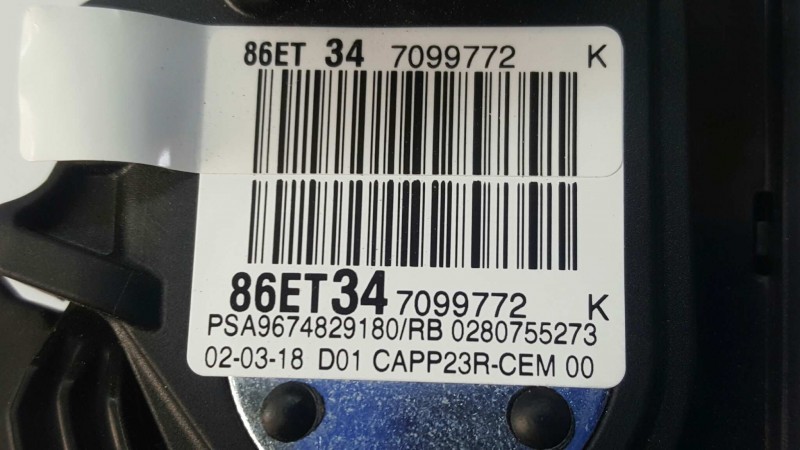 86ET 34 7099772 K
86ET34 7099772 K
PSA9674829180/RB 0280755273
02-03-18 D01 CAPP23R-CEM 00